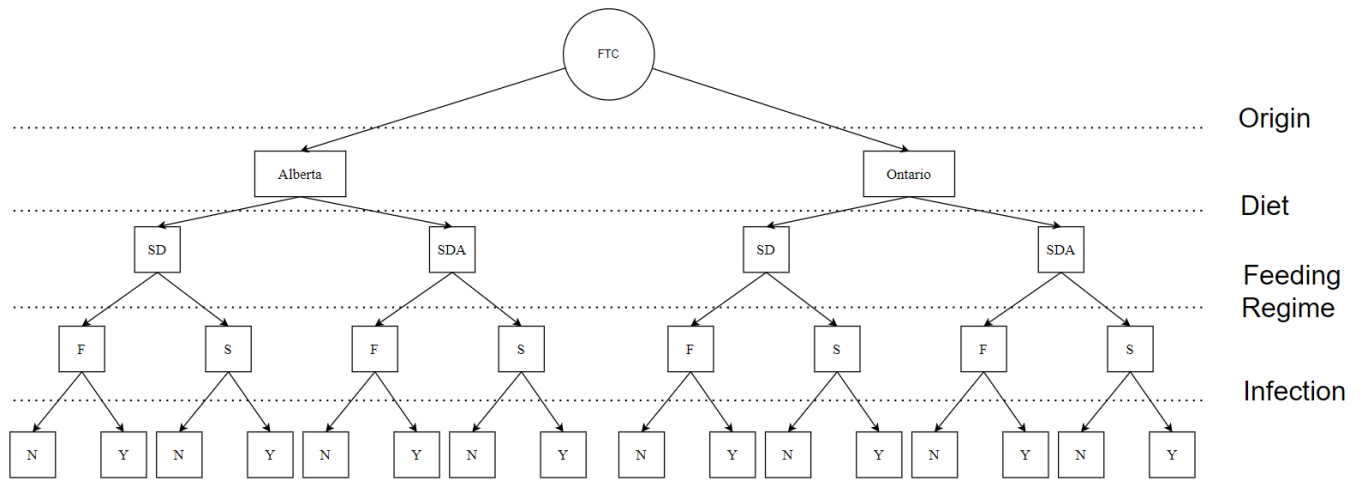 FTC
Origin
Alberta Ontario
Diet
SD SDA SD SDA
Feeding
Regime
F S F S F S F S
Infection
N Y N Y N Y N Y N Y N Y N Y N Y